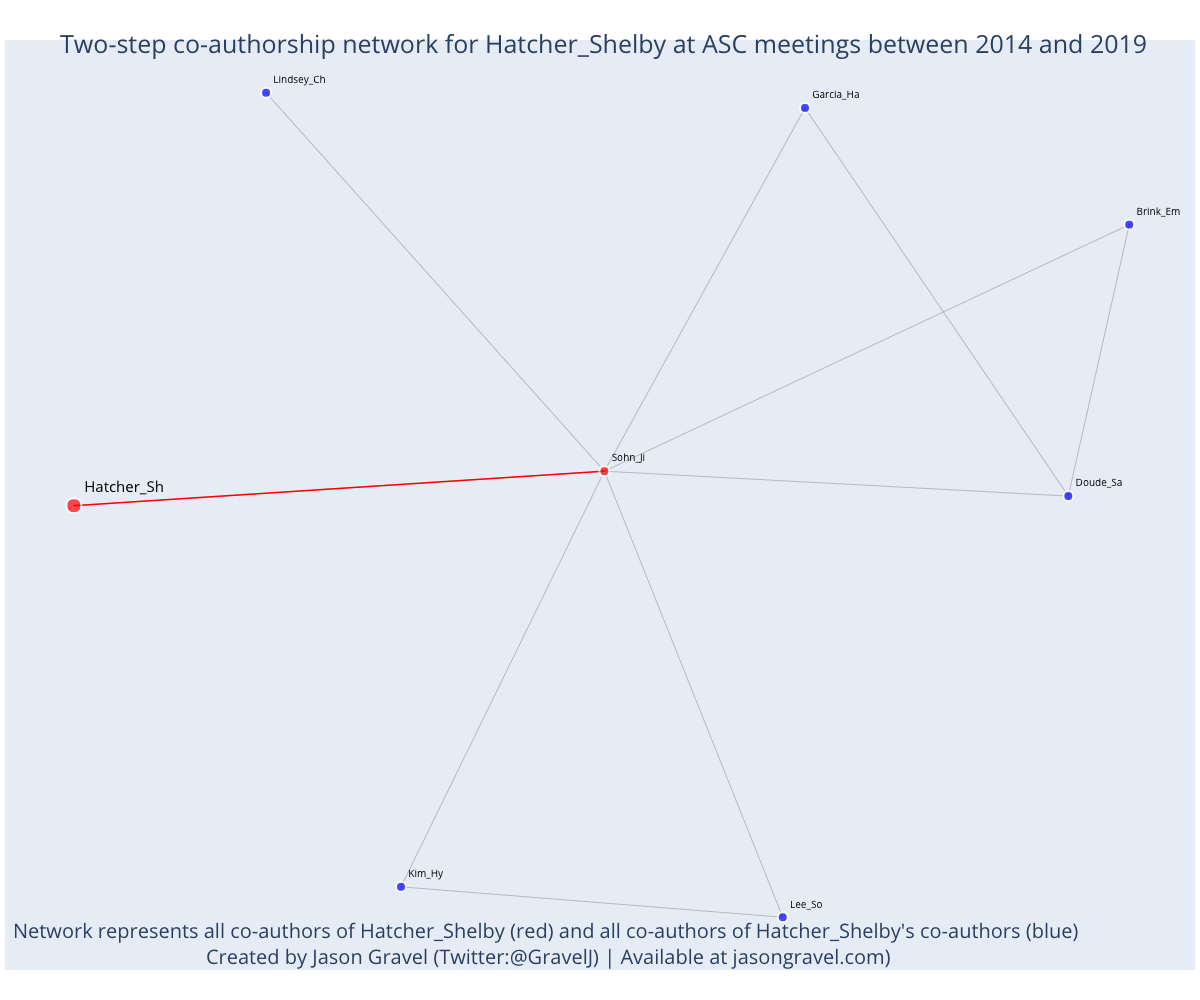 Two-step co-authorship network for Hatcher_Shelby at ASC meetings between 2014 and 2019
Lindsey_Ch
Garcia_Ha
Brink_Em
Sohn_Ji
Doude_Sa
Hatcher_Sh
Kim_Hy
Lee_So
Network represents all co-authors of Hatcher_Shelby (red) and all co-authors of Hatcher_Shelby's co-authors (blue)
Created by Jason Gravel (Twitter:@GravelJ) | Available at jasongravel.com)